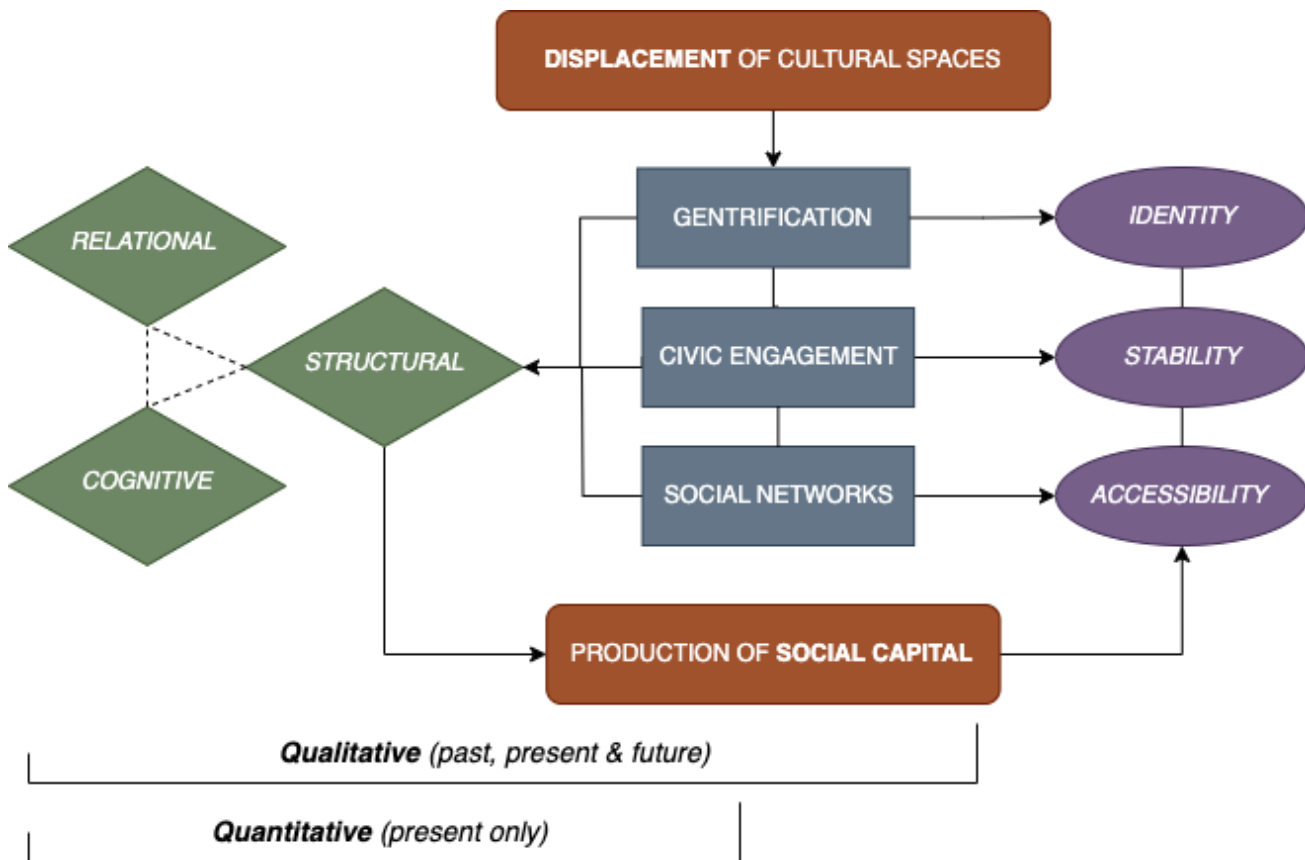 DISPLACEMENT OF CULTURAL SPACES
GENTRIFICATION
IDENTITY
RELATIONAL
STRUCTURAL
CIVIC ENGAGEMENT
STABILITY
COGNITIVE
SOCIAL NETWORKS
ACCESSIBILITY
PRODUCTION OF SOCIAL CAPITAL
Qualitative (past, present & future)
Quantitative (present only)